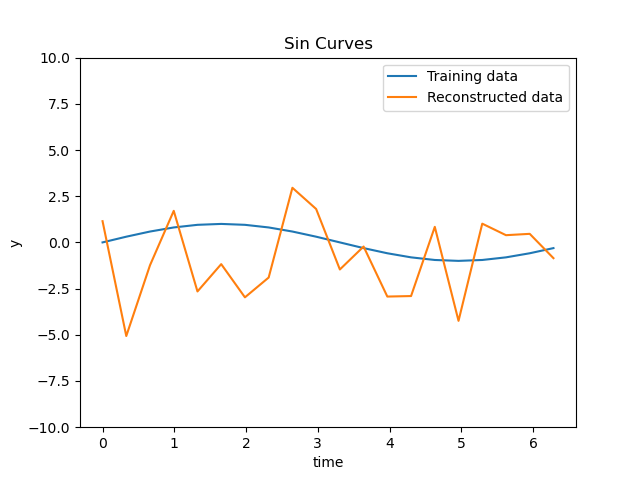 Sin Curves
Training data
Reconstructed data
10.0
7.5
5.0
2.5
0.0
−2.5
−5.0
−7.5
−10.0
y
0 1 2 3 4 5 6
time